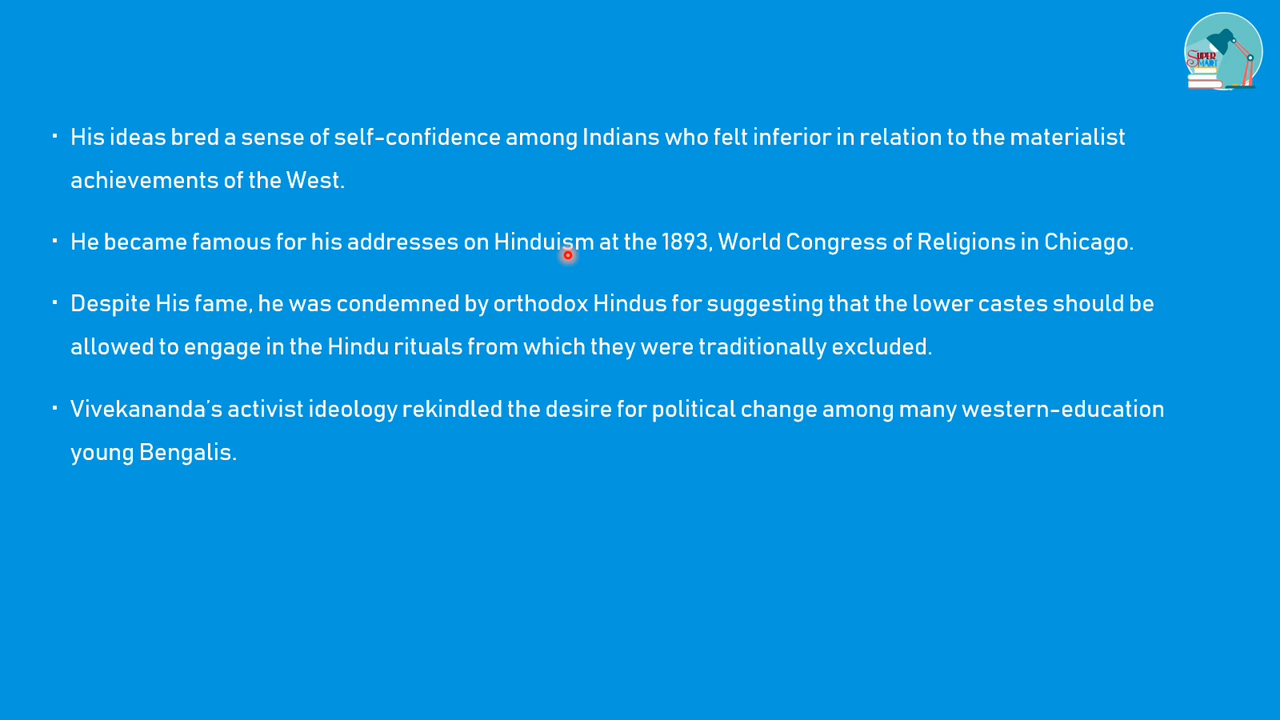 SUPER
SMART
· His ideas bred a sense of self-confidence among Indians who felt inferior in relation to the materialist
achievements of the West.
· He became famous for his addresses on Hinduism at the 1893, World Congress of Religions in Chicago.
· Despite His fame, he was condemned by orthodox Hindus for suggesting that the lower castes should be
allowed to engage in the Hindu rituals from which they were traditionally excluded.
· Vivekananda's activist ideology rekindled the desire for political change among many western-education
young Bengalis.